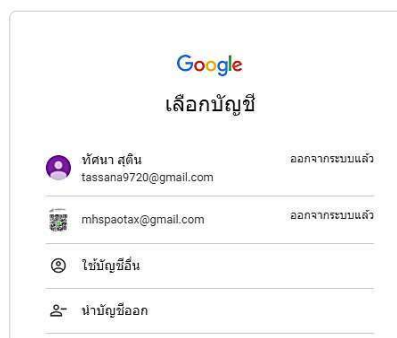 Google
เลือกบัญชี
ทัศนา สุติน ออกจากระบบแล้ว
tassana9720@gmail.com
mhspaotax@gmail.com ออกจากระบบแล้ว
ใช้บัญชีอื่น
นำบัญชีออก